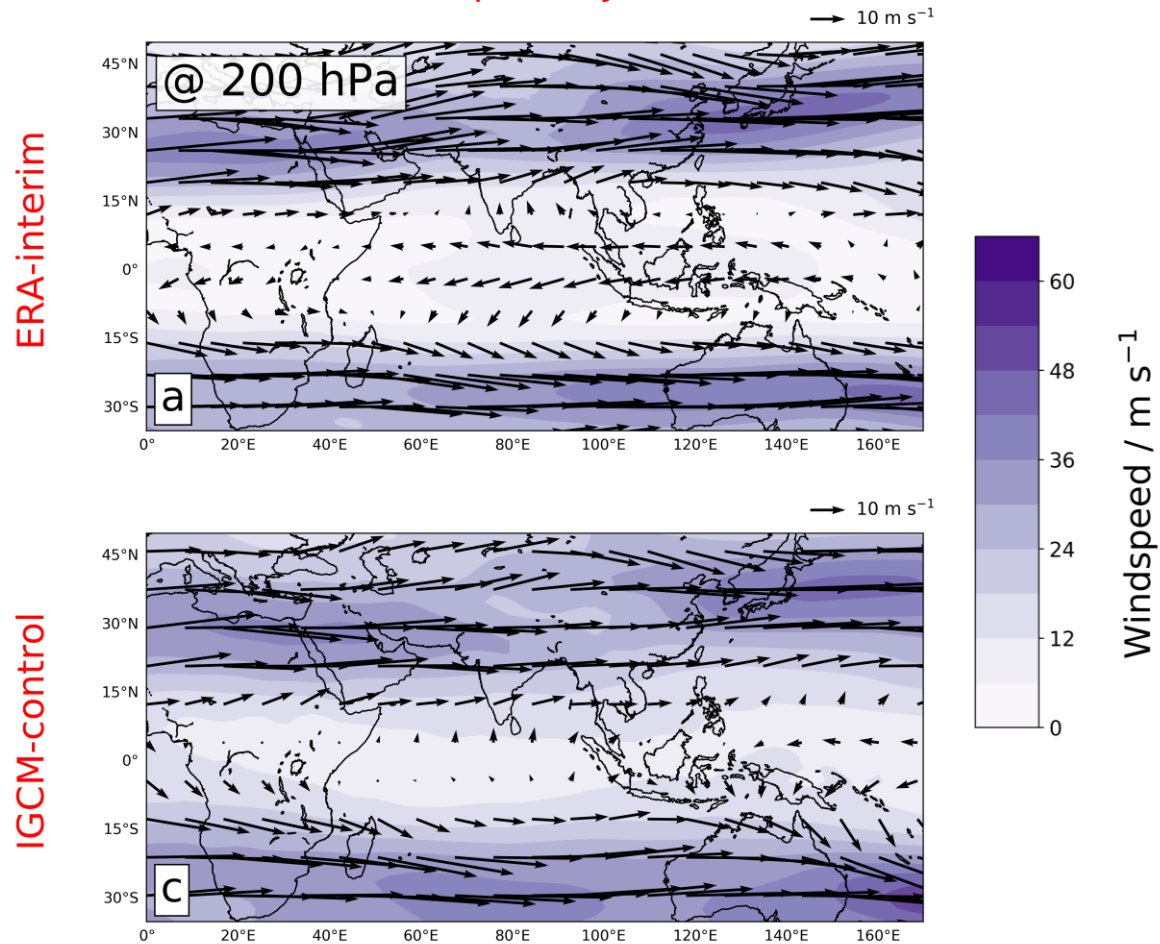 10 m s⁻¹
ERA-interim
@ 200 hPa
a
45°N
30°N
15°N
0°
15°S
30°S
0° 20°E 40°E 60°E 80°E 100°E 120°E 140°E 160°E
10 m s⁻¹
IGCM-control
c
45°N
30°N
15°N
0°
15°S
30°S
0° 20°E 40°E 60°E 80°E 100°E 120°E 140°E 160°E
60
48
36
24
12
0
Windspeed / m s⁻¹